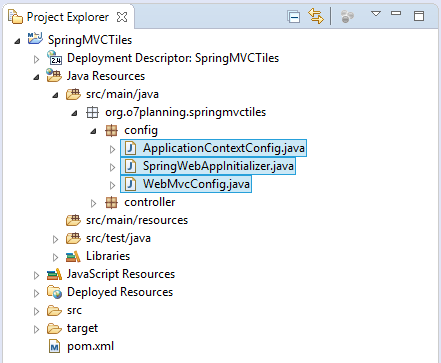 Project Explorer
SpringMVCTiles
Deployment Descriptor: SpringMVCTiles
Java Resources
src/main/java
org.o7planning.springmvctiles
config
ApplicationContextConfig.java
SpringWebAppInitializer.java
WebMvcConfig.java
controller
src/main/resources
src/test/java
Libraries
JavaScript Resources
Deployed Resources
src
target
pom.xml